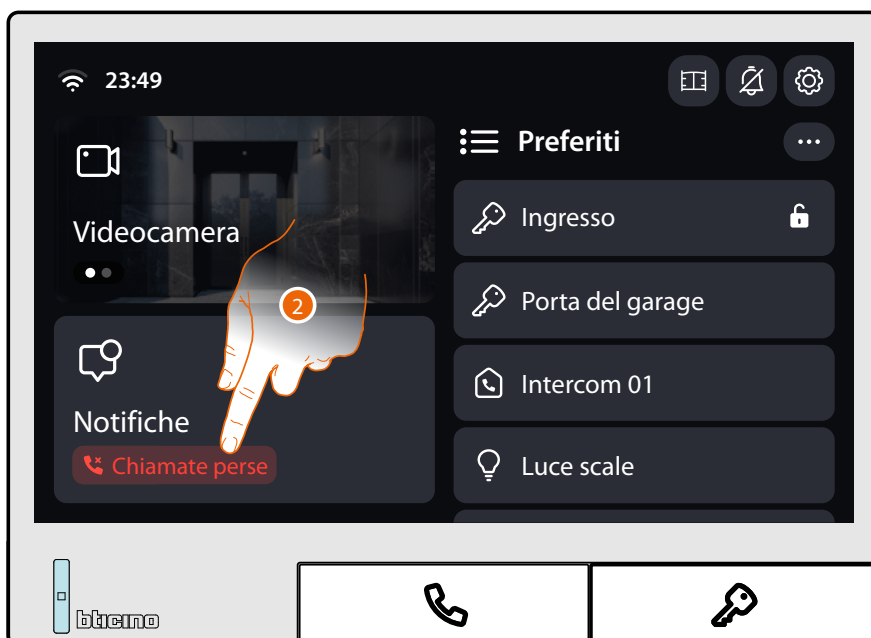 23:49
Preferiti
Videocamera
Ingresso
Porta del garage
2
Intercom 01
Notifiche
Chiamate perse
Luce scale
bticino